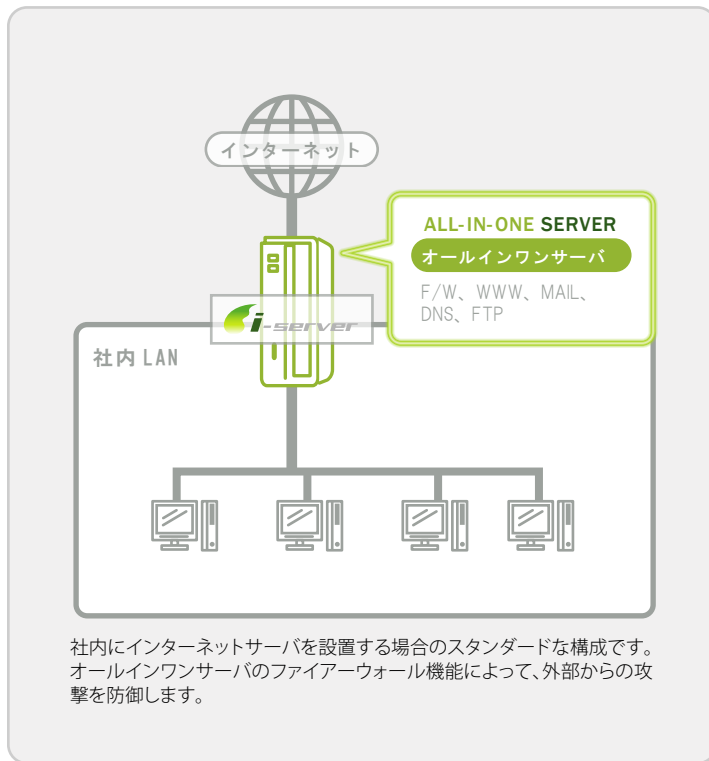 インターネット
ALL-IN-ONE SERVER
オールインワンサーバ
F/W、WWW、MAIL、
DNS、FTP
i-server
社内 LAN
社内にインターネットサーバを設置する場合のスタンダードな構成です。
オールインワンサーバのファイアーウォール機能によって、外部からの攻
撃を防御します。